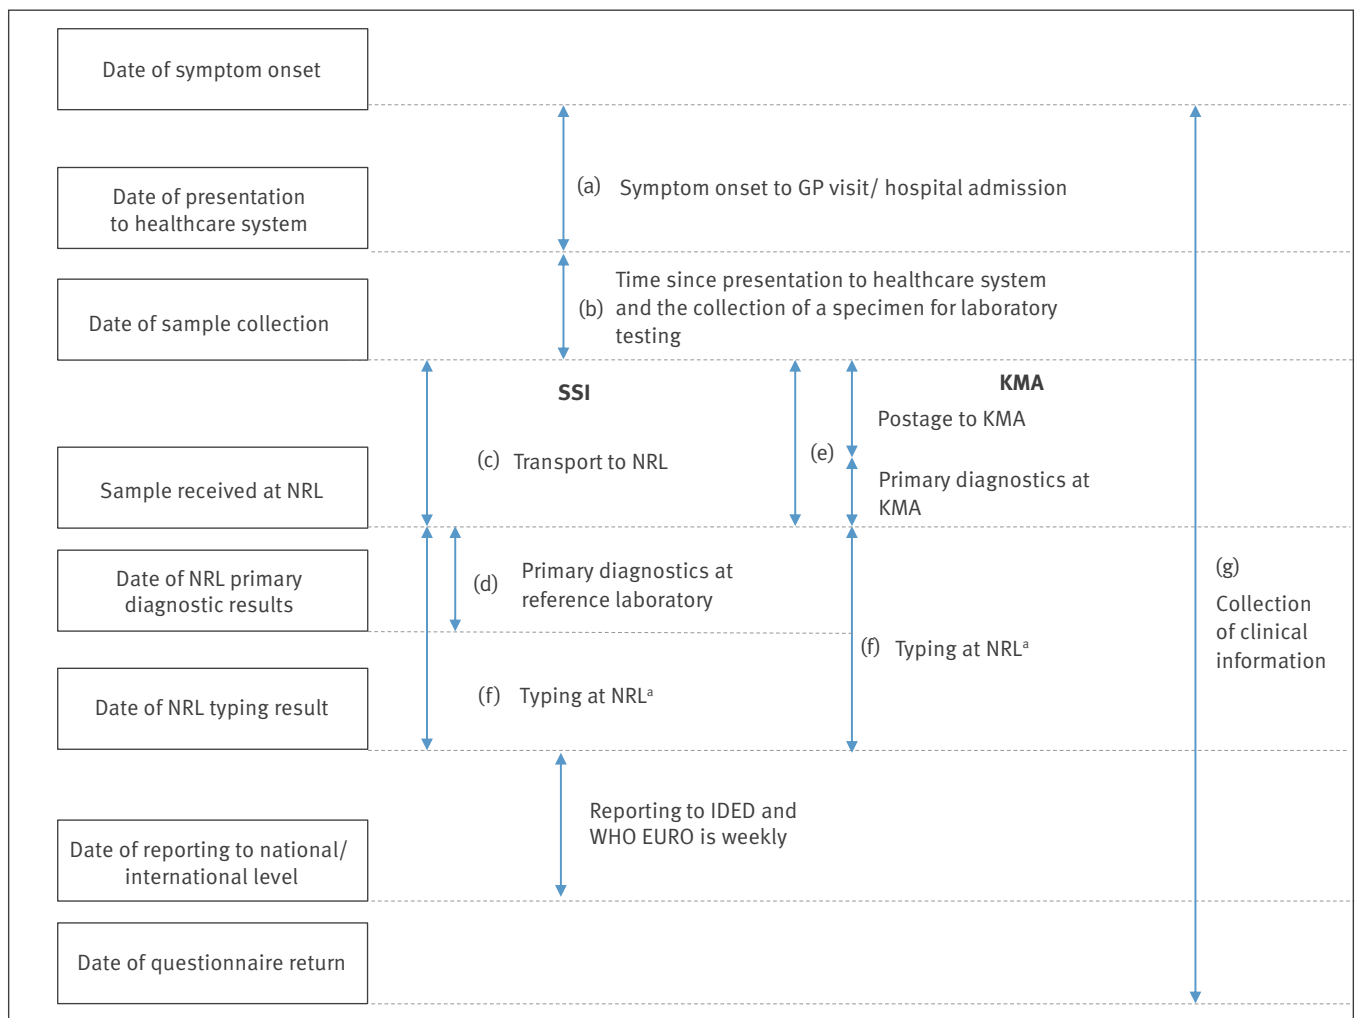 Date of symptom onset
Date of presentation
to healthcare system
(a) Symptom onset to GP visit/ hospital admission
Date of sample collection
(b) Time since presentation to healthcare system
and the collection of a specimen for laboratory
testing
SSI
KMA
Postage to KMA
Sample received at NRL
(c) Transport to NRL
(e)
Primary diagnostics at
KMA
Date of NRL primary
diagnostic results
(d) Primary diagnostics at
reference laboratory
(g)
Collection
of clinical
information
Date of NRL typing result
(f) Typing at NRLª
(f) Typing at NRLª
Date of reporting to national/
international level
Reporting to IDED and
WHO EURO is weekly
Date of questionnaire return